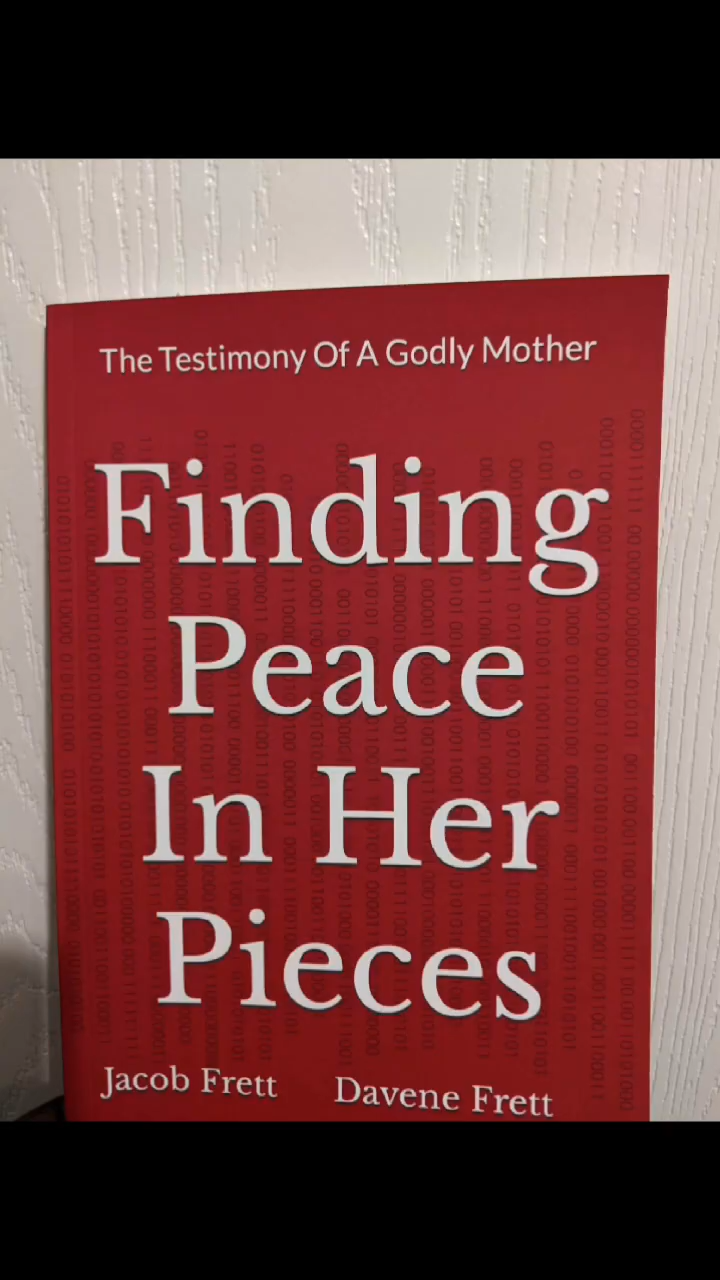 The Testimony Of A Godly Mother
Finding
Peace
In Her
Pieces
Jacob Frett Davene Frett